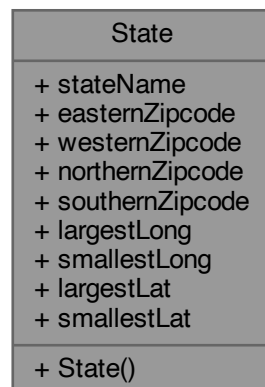 State
+ stateName
+ easternZipcode
+ westernZipcode
+ northernZipcode
+ southernZipcode
+ largestLong
+ smallestLong
+ largestLat
+ smallestLat
+ State()